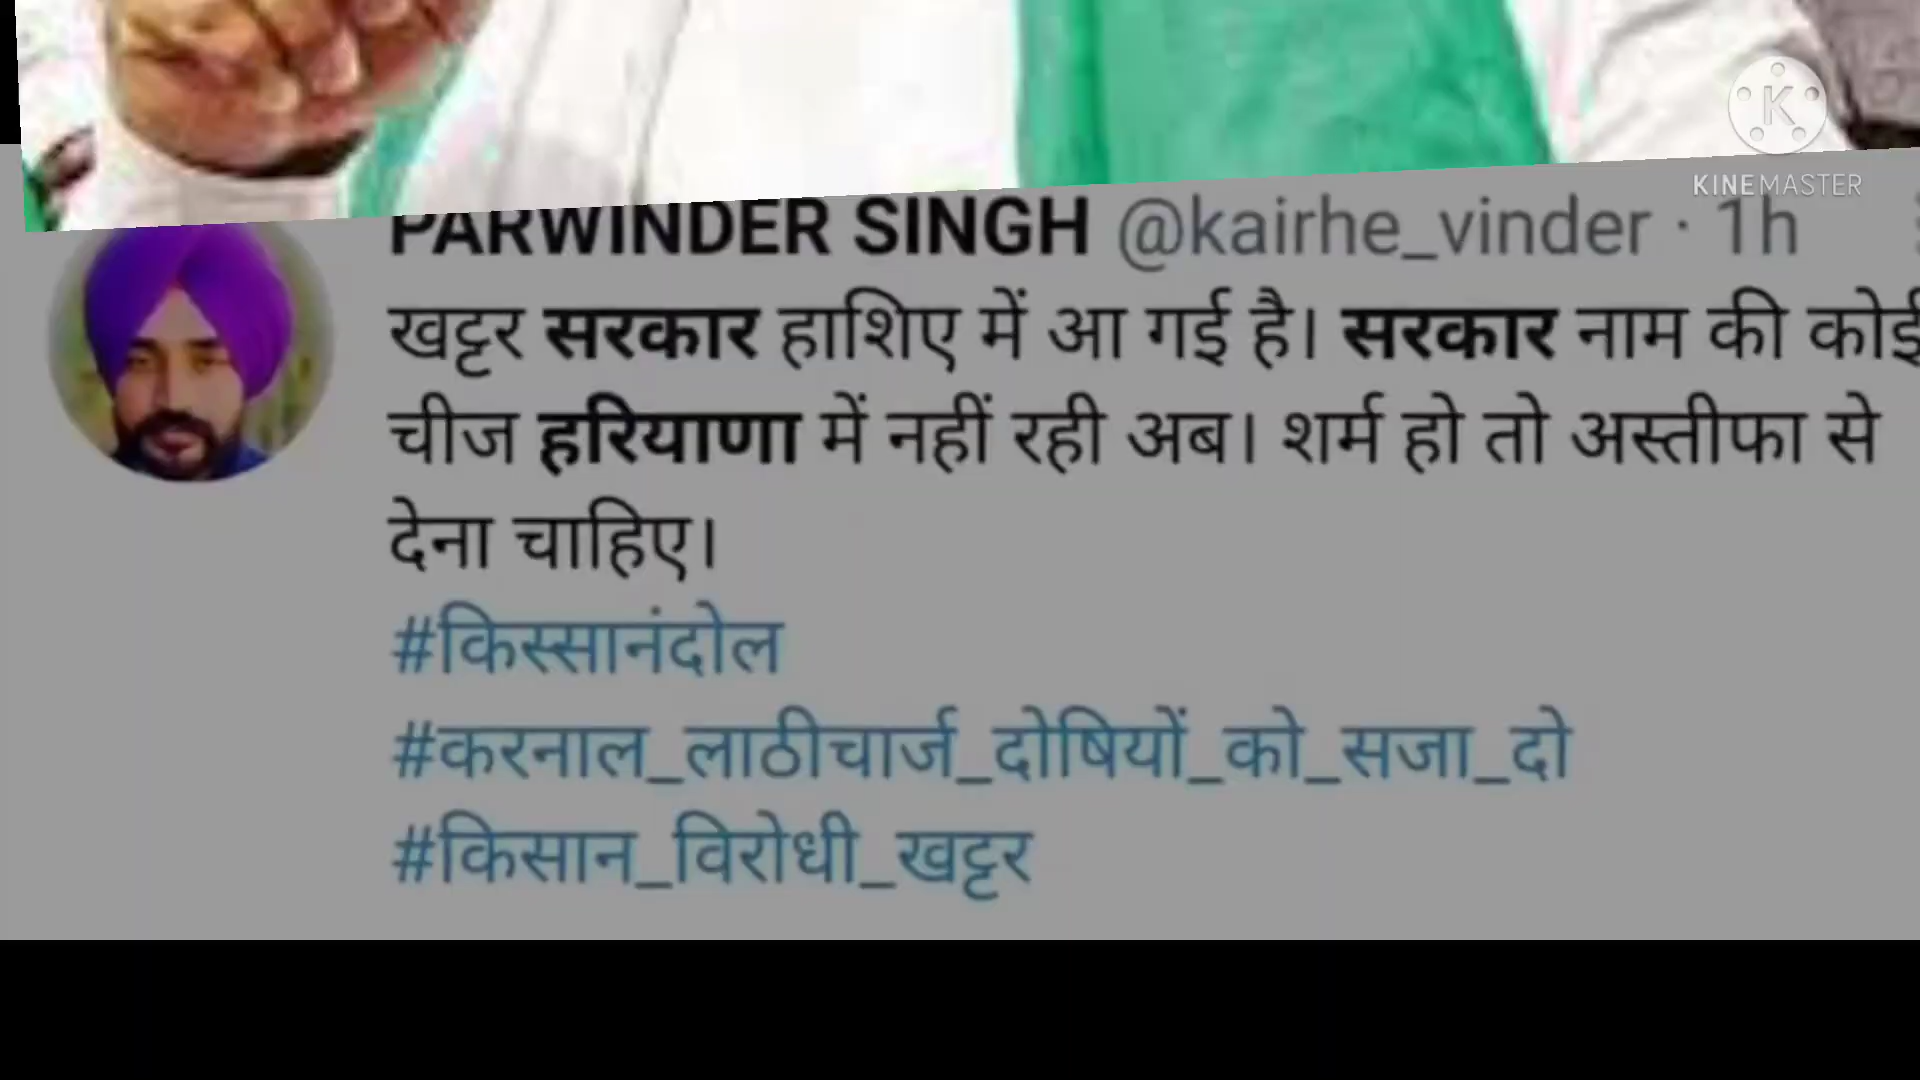 KINEMASTER
PARWINDER SINGH @kairhe_vinder · 1h
खट्टर सरकार हाशिए में आ गई है। सरकार नाम की कोई
चीज हरियाणा में नहीं रही अब। शर्म हो तो अस्तीफा से
देना चाहिए।
#किस्सानंदोल
#करनाल_लाठीचार्ज_दोषियों_को_सजा_दो
#किसान_विरोधी_खट्टर